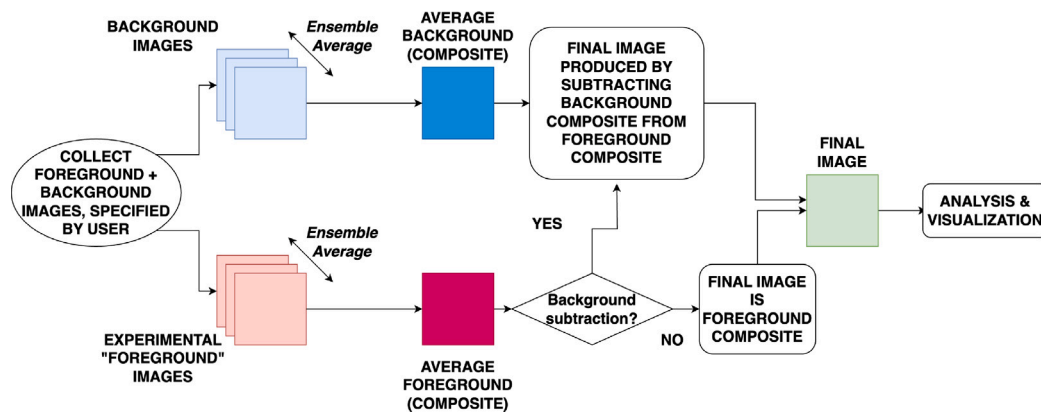 BACKGROUND
IMAGES
Ensemble
Average
AVERAGE
BACKGROUND
(COMPOSITE)
FINAL IMAGE
PRODUCED BY
SUBTRACTING
BACKGROUND
COMPOSITE FROM
FOREGROUND
COMPOSITE
COLLECT
FOREGROUND +
BACKGROUND
IMAGES, SPECIFIED
BY USER
FINAL
IMAGE
ANALYSIS &
VISUALIZATION
YES
Ensemble
Average
Background
subtraction?
NO
FINAL IMAGE
IS
FOREGROUND
COMPOSITE
EXPERIMENTAL
"FOREGROUND"
IMAGES
AVERAGE
FOREGROUND
(COMPOSITE)